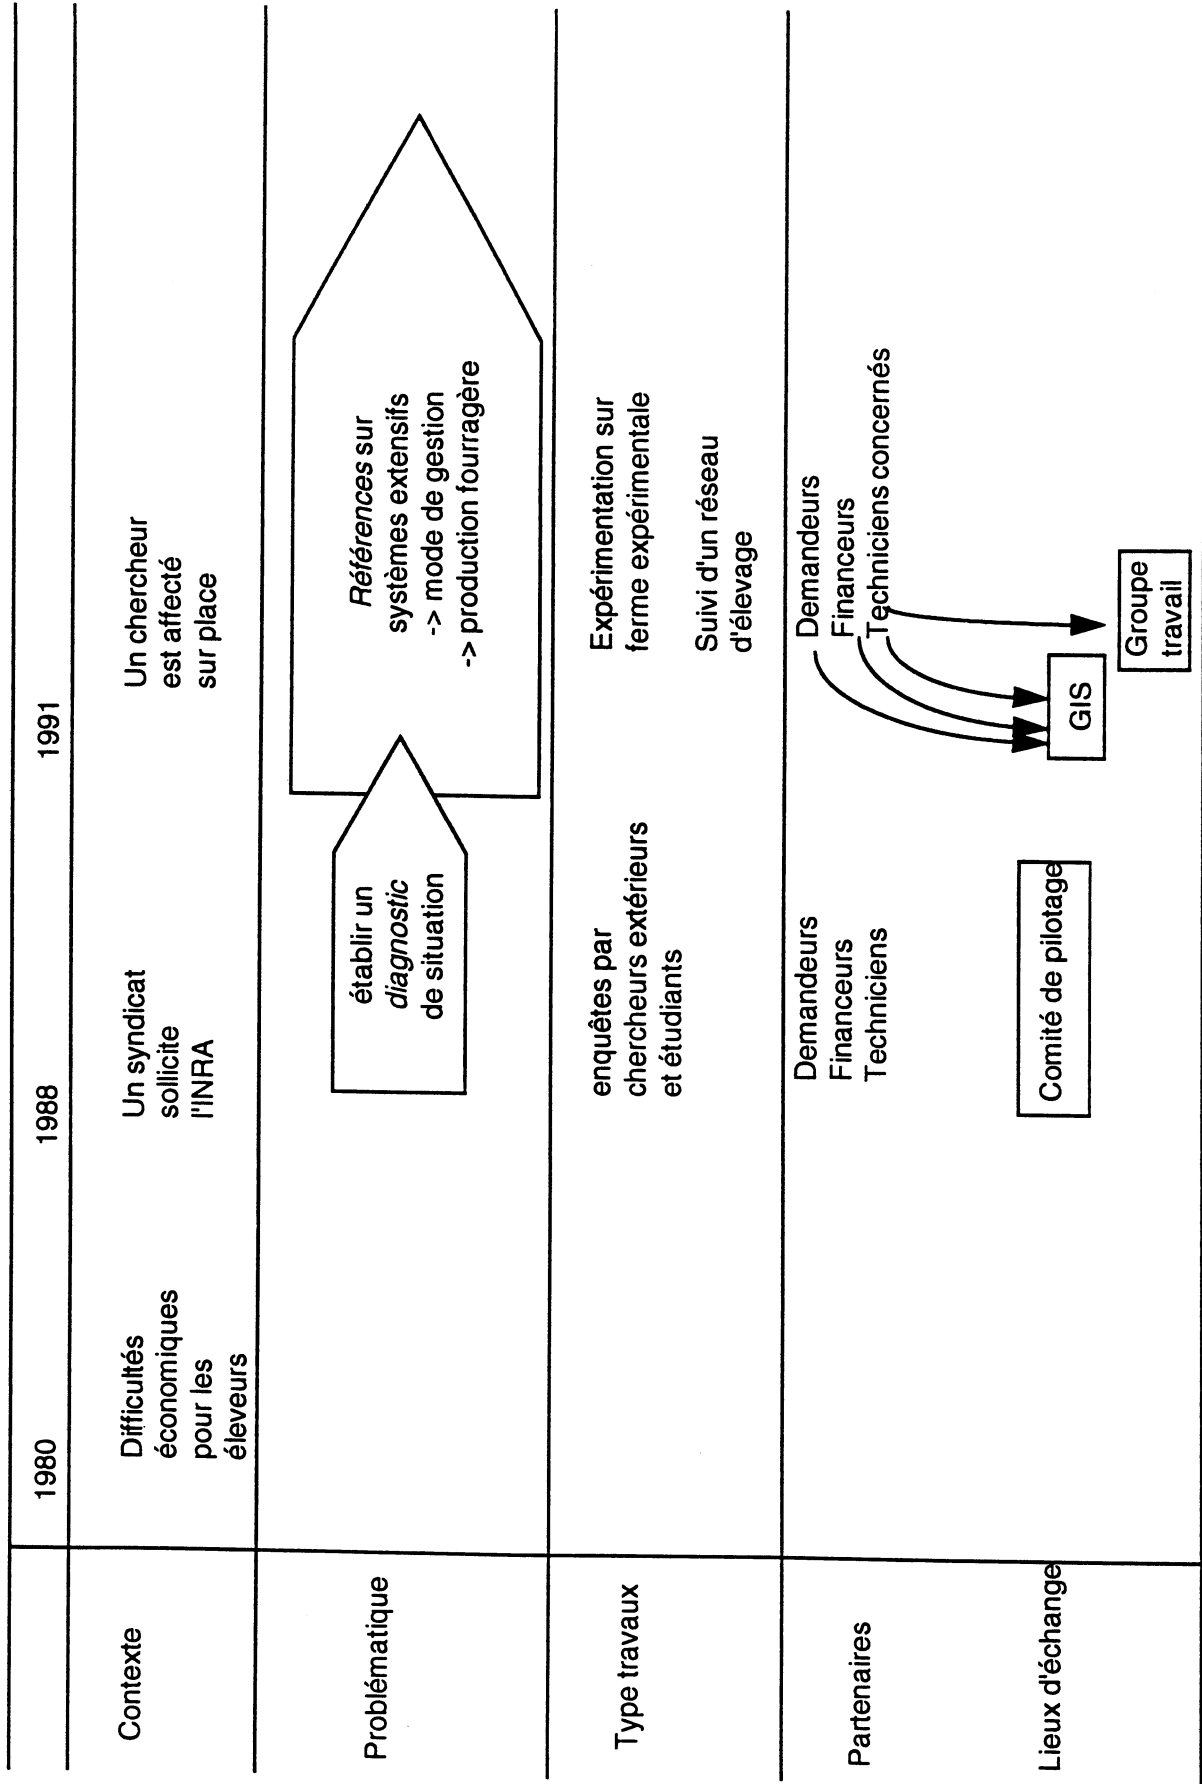 1980
1988
1991
Contexte
Difficultés
économiques
pour les
éleveurs
Un syndicat
sollicite
l'INRA
Un chercheur
est affecté
sur place
Problématique
établir un
diagnostic
de situation
Références sur
systèmes extensifs
-> mode de gestion
-> production fourragère
Type travaux
enquêtes par
chercheurs extérieurs
et étudiants
Expérimentation sur
ferme expérimentale
Suivi d'un réseau
d'élevage
Partenaires
Demandeurs
Financeurs
Techniciens
Demandeurs
Financeurs
Techniciens concernés
Lieux d'échange
Comité de pilotage
GIS
Groupe
travail